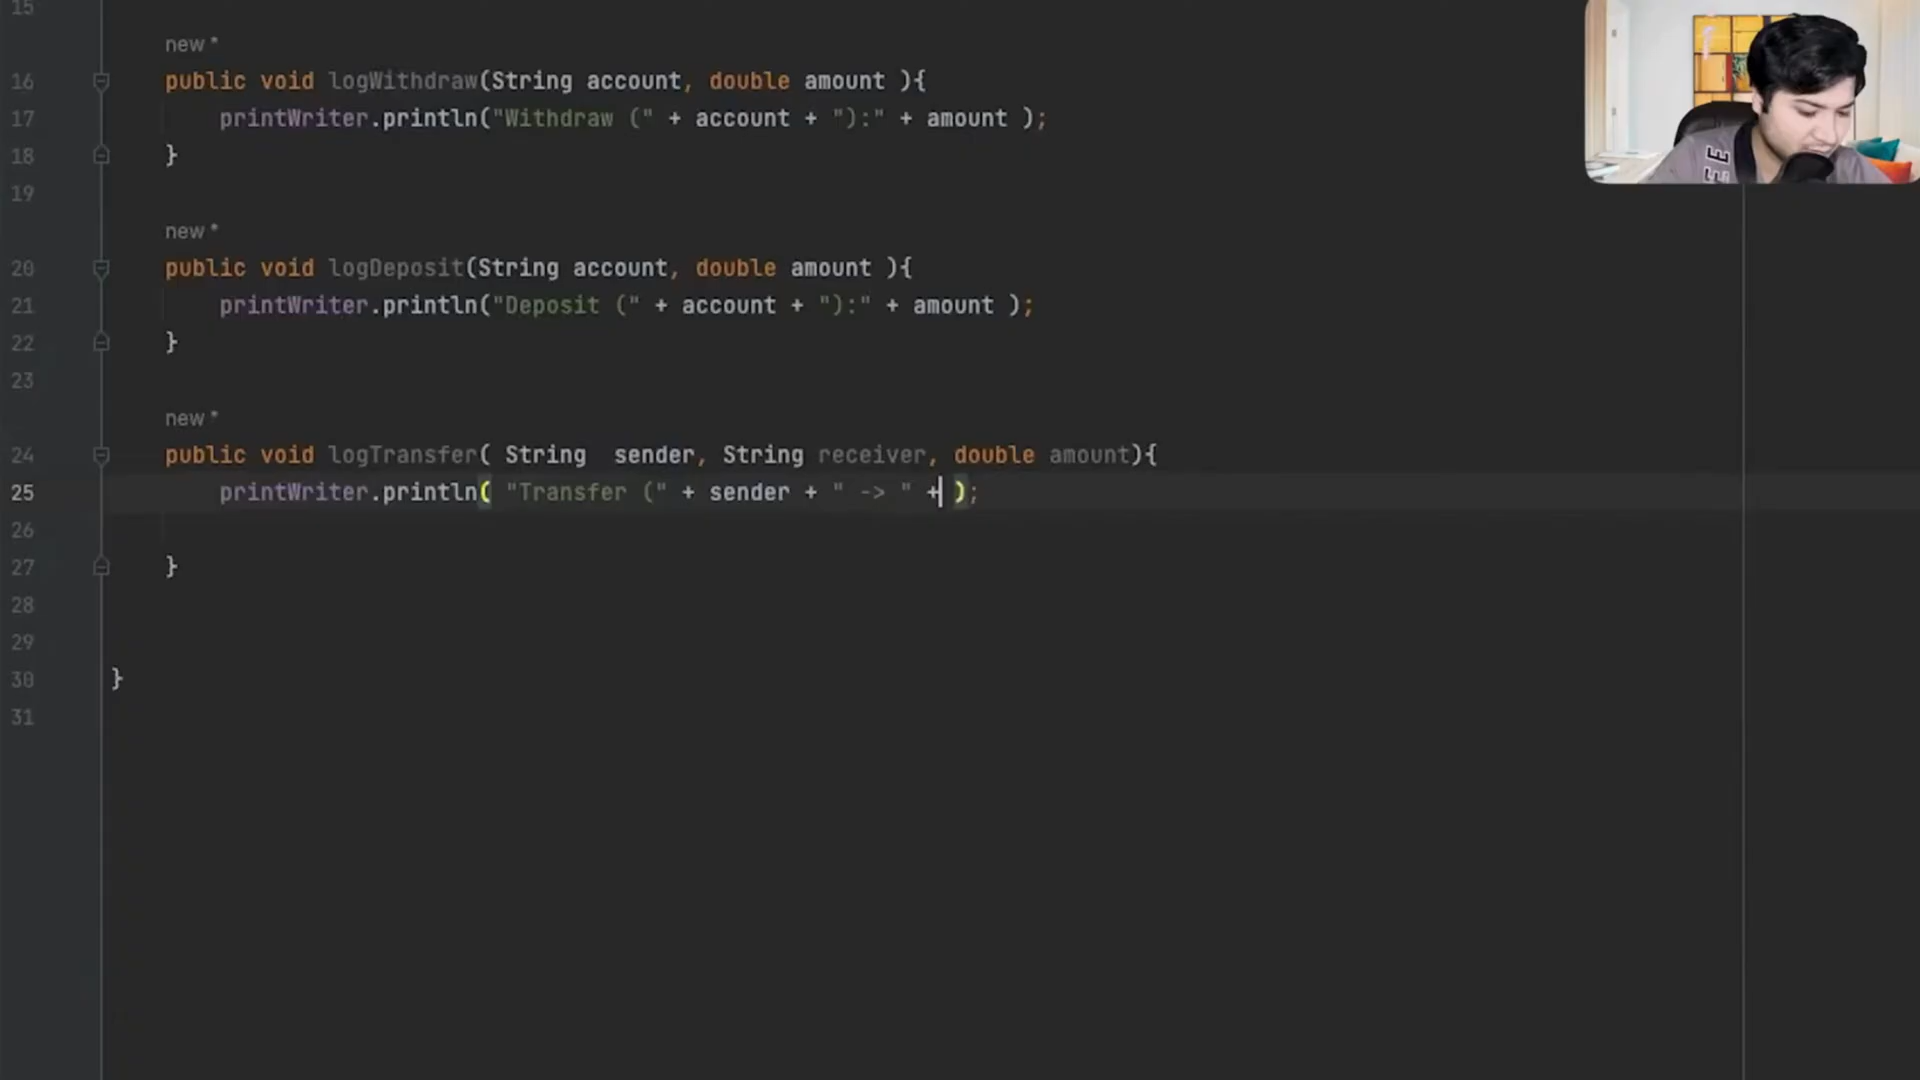 15
new *
16 public void logWithdraw(String account, double amount ){
17 printWriter.println("Withdraw (" + account + "):" + amount );
18 }
19
new *
20 public void logDeposit(String account, double amount ){
21 printWriter.println("Deposit (" + account + "):" + amount );
22 }
23
new *
24 public void logTransfer( String  sender, String receiver, double amount){
25 printWriter.println( "Transfer (" + sender + " -> " + );
26
27 }
28
29
30 }
31